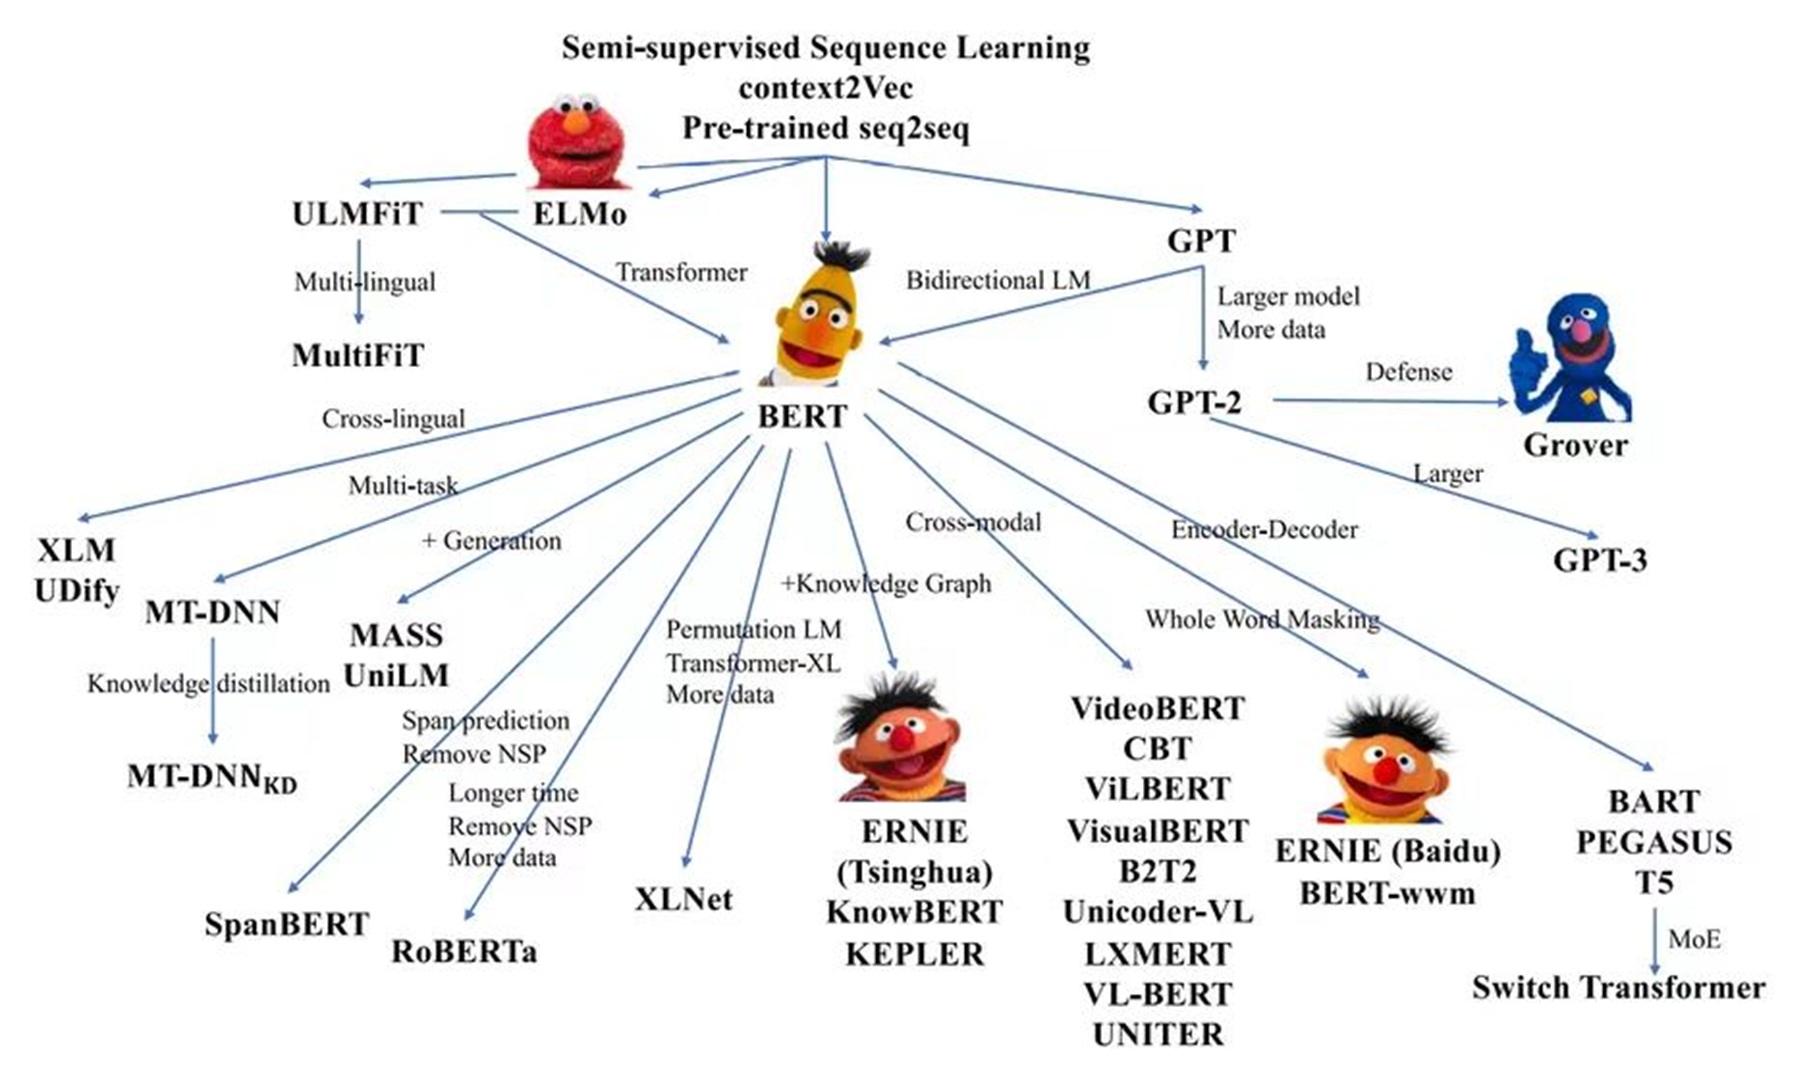 Semi-supervised Sequence Learning
context2Vec
Pre-trained seq2seq
ULMFiT
ELMo
GPT
Multi-lingual
Transformer
Bidirectional LM
Larger model
More data
MultiFiT
Defense
BERT
GPT-2
Grover
Cross-lingual
Larger
Multi-task
Cross-modal
Encoder-Decoder
+ Generation
XLM
UDify
GPT-3
+Knowledge Graph
MT-DNN
MASS
UniLM
Permutation LM
Transformer-XL
More data
Whole Word Masking
Knowledge distillation
Span prediction
Remove NSP
MT-DNNKD
Longer time
Remove NSP
More data
VideoBERT
CBT
ViLBERT
VisualBERT
B2T2
Unicoder-VL
LXMERT
VL-BERT
UNITER
ERNIE
(Tsinghua)
KnowBERT
KEPLER
ERNIE (Baidu)
BERT-wwm
BART
PEGASUS
T5
MoE
Switch Transformer
SpanBERT
RoBERTa
XLNet